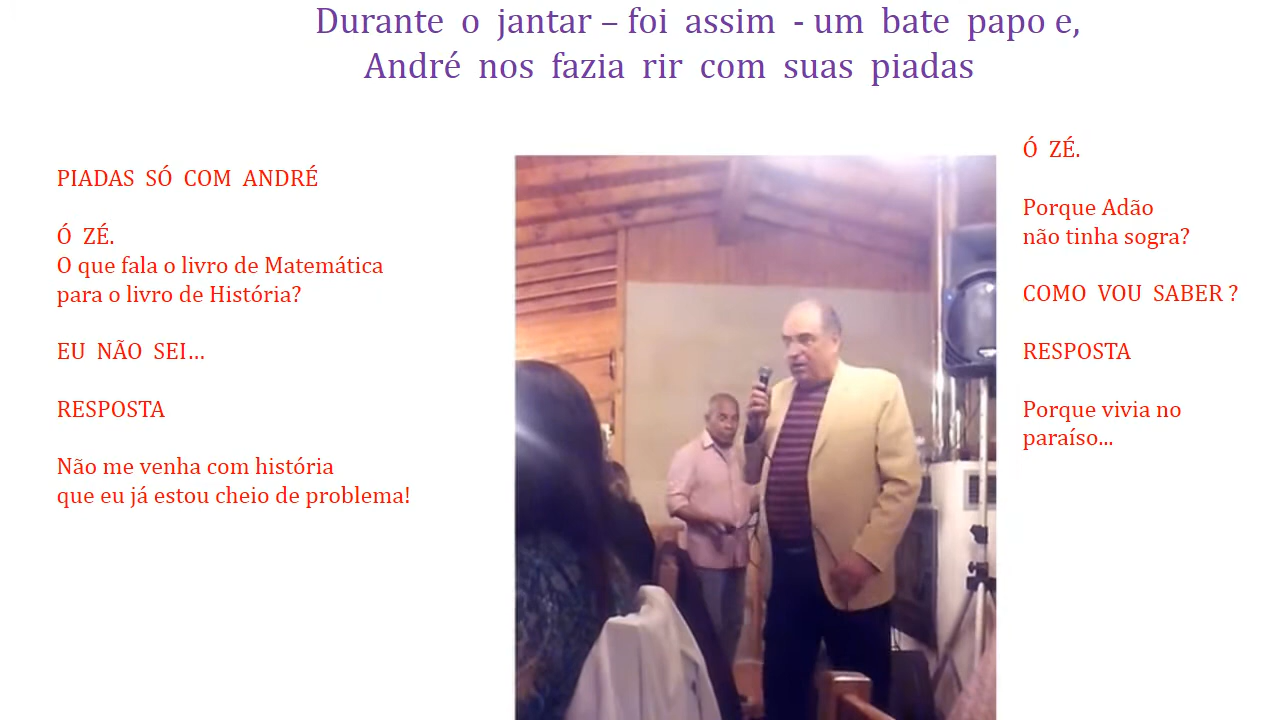 Durante o jantar – foi assim - um bate papo e,
André nos fazia rir com suas piadas
PIADAS SÓ COM ANDRÉ
Ó ZÉ.
O que fala o livro de Matemática
para o livro de História?
EU NÃO SEI...
RESPOSTA
Não me venha com história
que eu já estou cheio de problema!
Ó ZÉ.
Porque Adão
não tinha sogra?
COMO VOU SABER ?
RESPOSTA
Porque vivia no
paraíso...